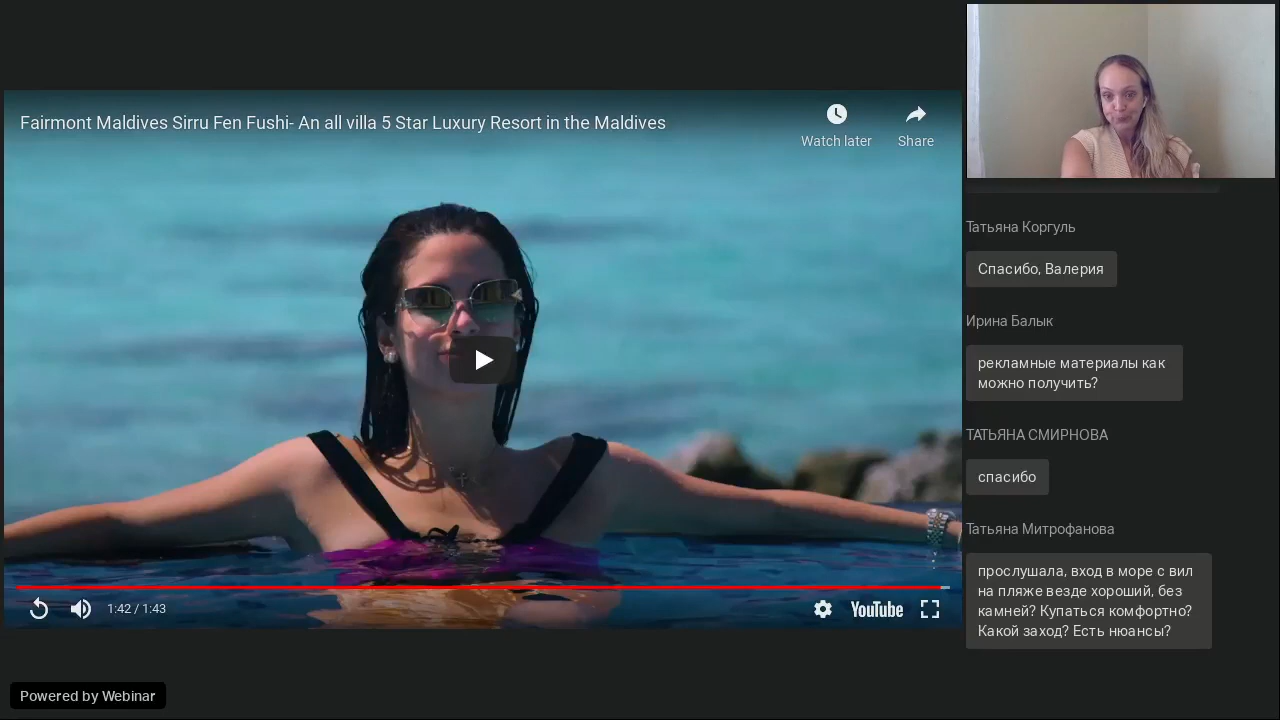 Fairmont Maldives Sirru Fen Fushi- An all villa 5 Star Luxury Resort in the Maldives
Watch later
Share
1:42 / 1:43
YouTube
Powered by Webinar
Татьяна Коргуль
Спасибо, Валерия
Ирина Балык
рекламные материалы как
можно получить?
ТАТЬЯНА СМИРНОВА
спасибо
Татьяна Митрофанова
прослушала, вход в море с вил
на пляже везде хороший, без
камней? Купаться комфортно?
Какой заход? Есть нюансы?